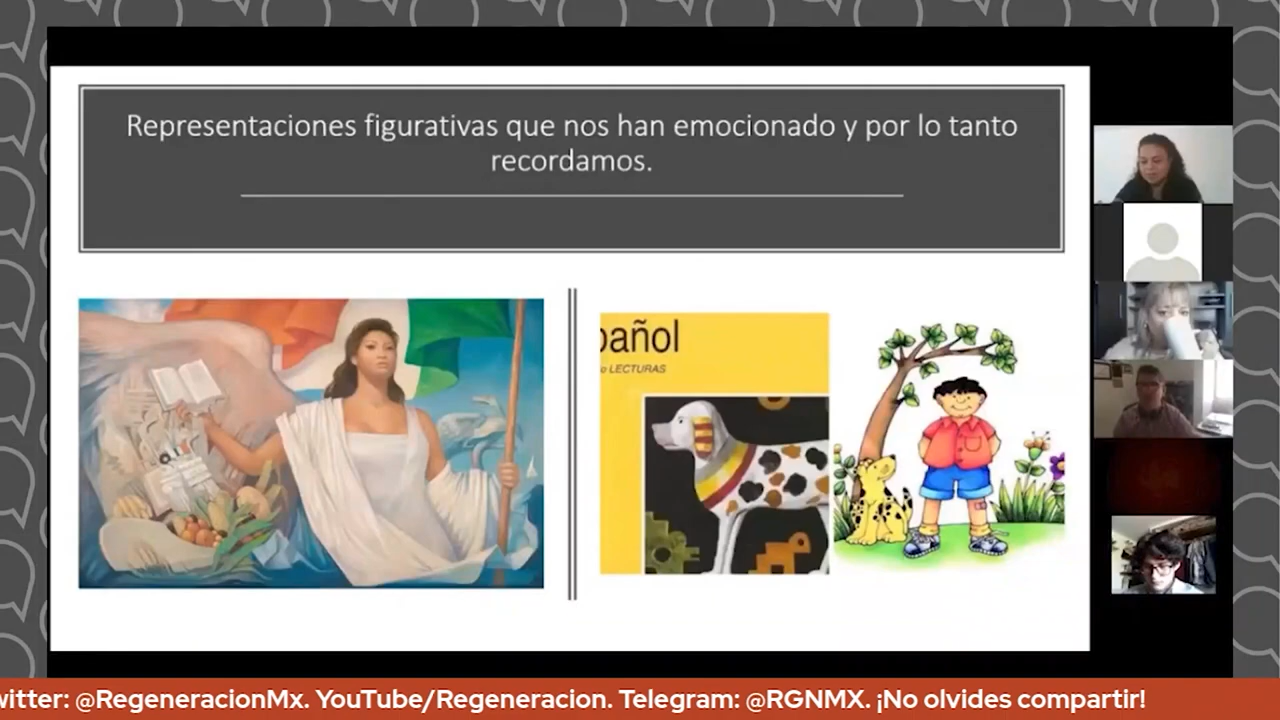 Representaciones figurativas que nos han emocionado y por lo tanto
recordamos.
pañol
o LECTURAS
witter: @RegeneracionMx. YouTube/Regeneracion. Telegram: @RGNMX. ¡No olvides compartir!